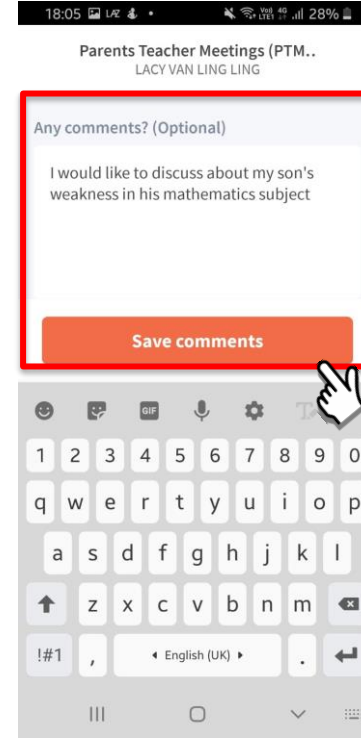 18:05 LAZ 28%
Parents Teacher Meetings (PTM..
LACY VAN LING LING
Any comments? (Optional)
I would like to discuss about my son's
weakness in his mathematics subject
Save comments
GIF
1 2 3 4 5 6 7 8 9 0
q w e r t y u i o p
a s d f g h j k l
z x c v b n m
!#1 , English (UK) .